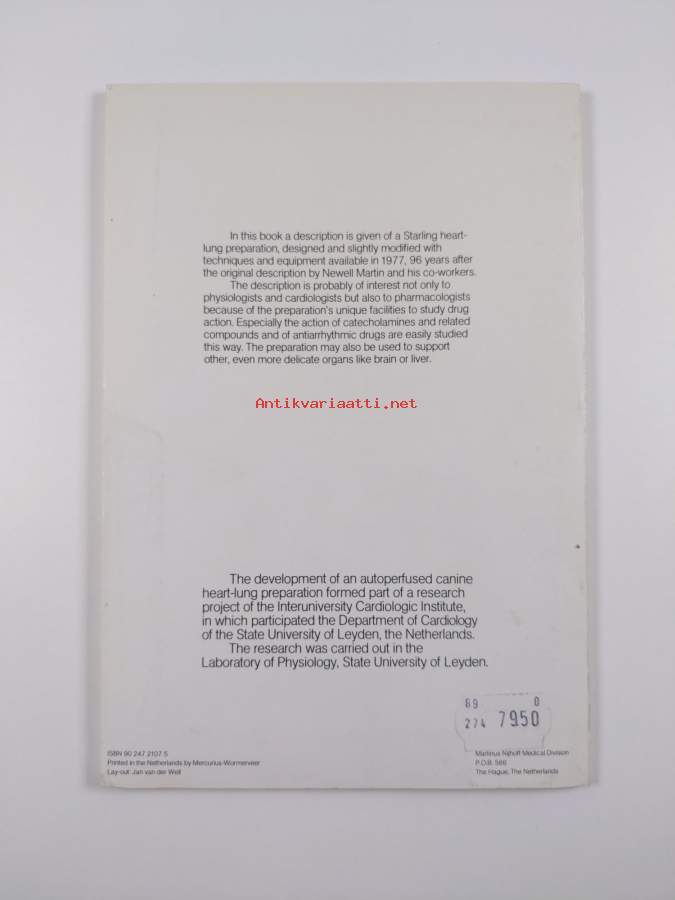 In this book a description is given of a Starling heart-
lung preparation, designed and slightly modified with
techniques and equipment available in 1977, 96 years after
the original description by Newell Martin and his co-workers.
The description is probably of interest not only to
physiologists and cardiologists but also to pharmacologists
because of the preparation's unique facilities to study drug
action. Especially the action of catecholamines and related
compounds and of antiarrhythmic drugs are easily studied
this way. The preparation may also be used to support
other, even more delicate organs like brain or liver.
Antikvariaatti.net
The development of an autoperfused canine
heart-lung preparation formed part of a research
project of the Interuniversity Cardiologic Institute,
in which participated the Department of Cardiology
of the State University of Leyden, the Netherlands.
The research was carried out in the
Laboratory of Physiology, State University of Leyden.
89 0
274 7950
ISBN 90 247 2107 5
Printed in the Netherlands by Mercurius-Wormerveer
Lay-out: Jan van der Well
Martinus Nijhoff Medical Division
P.O.B. 566
The Hague, The Netherlands